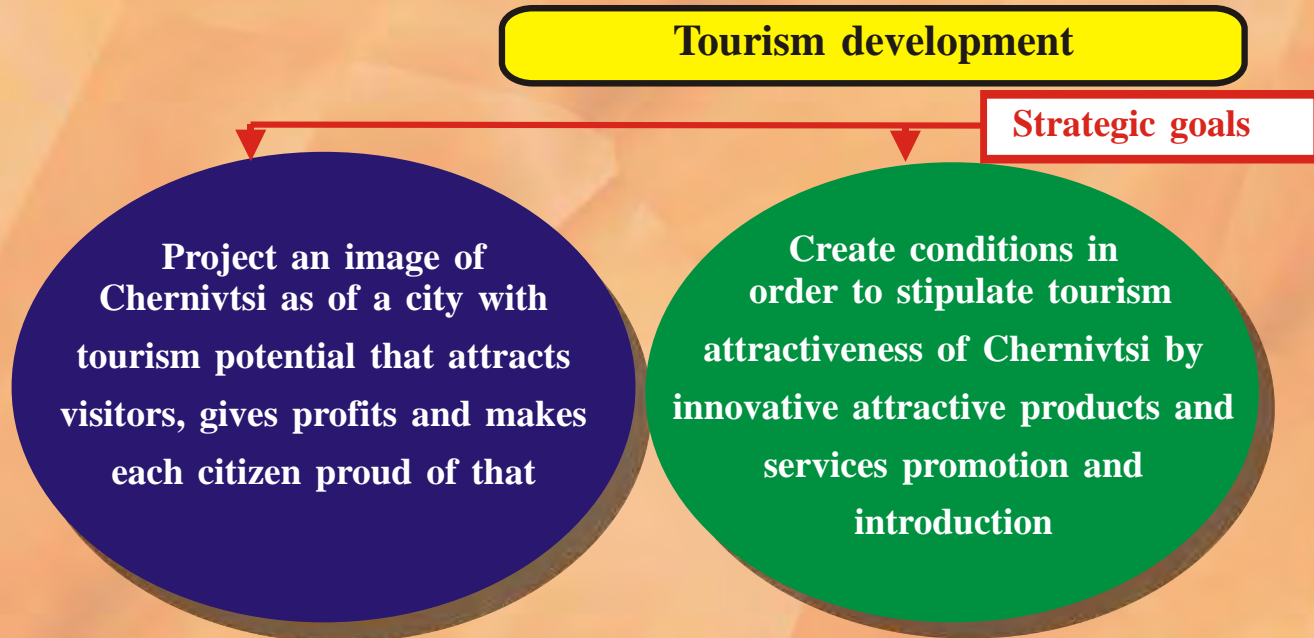 Tourism development
Strategic goals
Project an image of
Chernivtsi as of a city with
tourism potential that attracts
visitors, gives profits and makes
each citizen proud of that
Create conditions in
order to stipulate tourism
attractiveness of Chernivtsi by
innovative attractive products and
services promotion and
introduction